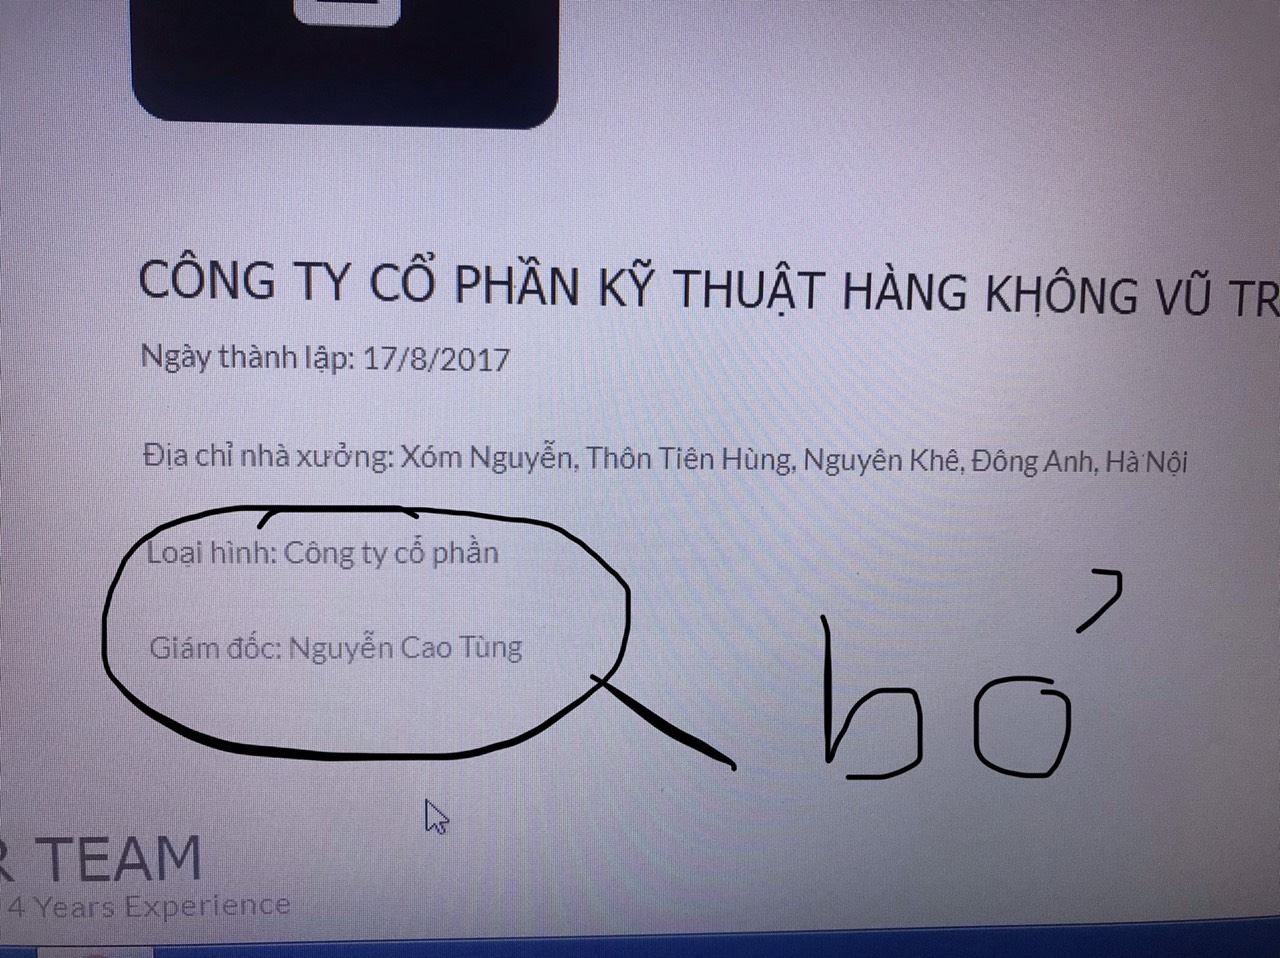 CÔNG TY CỔ PHẦN KỸ THUẬT HÀNG KHÔNG VŨ TR
Ngày thành lập: 17/8/2017
Địa chỉ nhà xưởng: Xóm Nguyễn, Thôn Tiên Hùng, Nguyên Khê, Đông Anh, Hà Nội
Loại hình: Công ty cổ phần
Giám đốc: Nguyễn Cao Tùng
bỏ
R TEAM
4 Years Experience